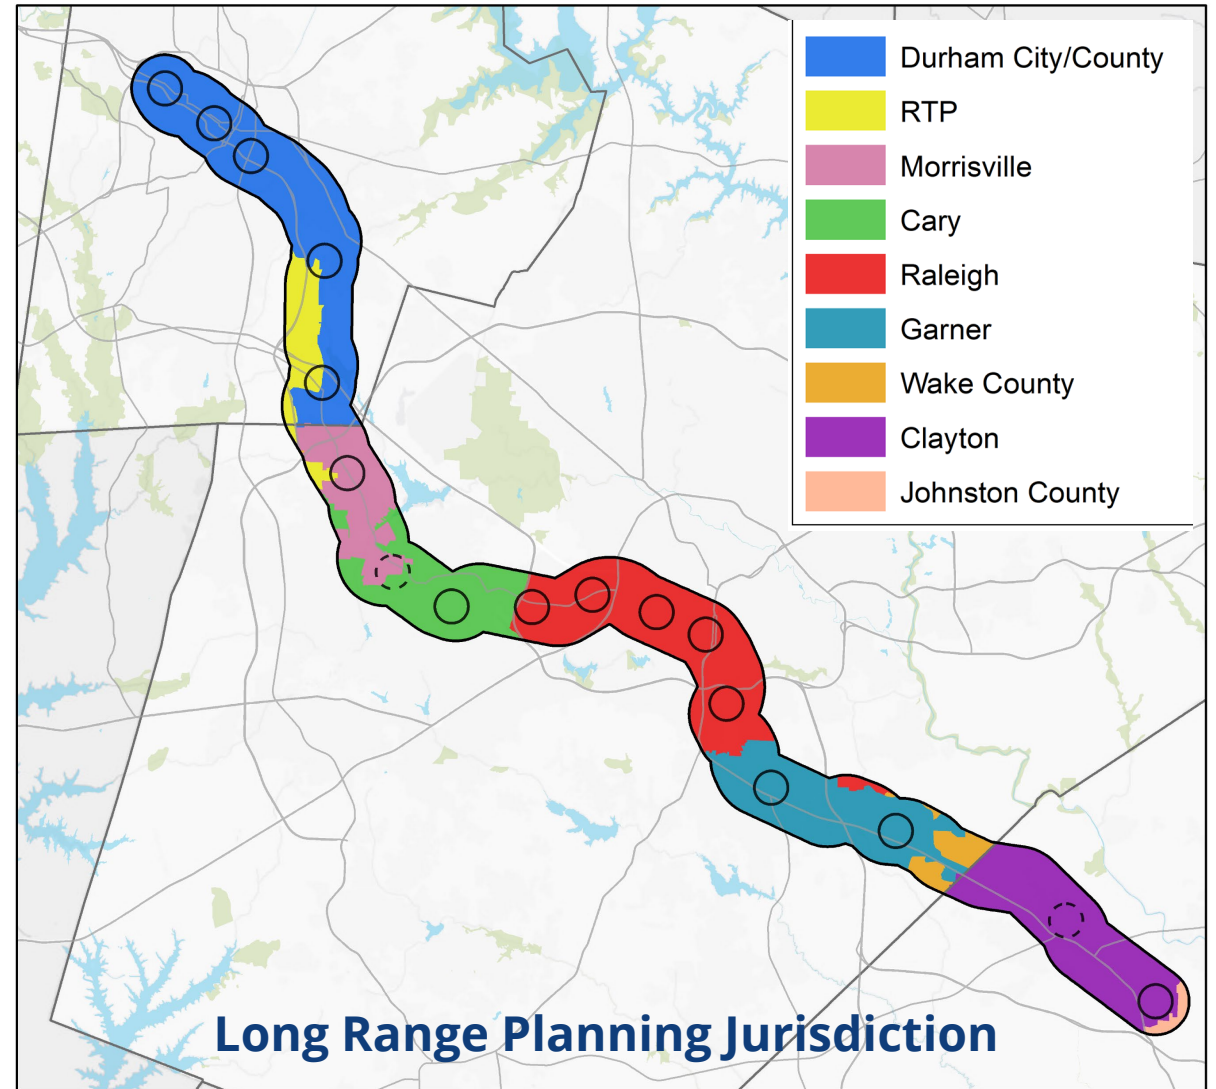 Durham City/County
RTP
Morrisville
Cary
Raleigh
Garner
Wake County
Clayton
Johnston County
Long Range Planning Jurisdiction